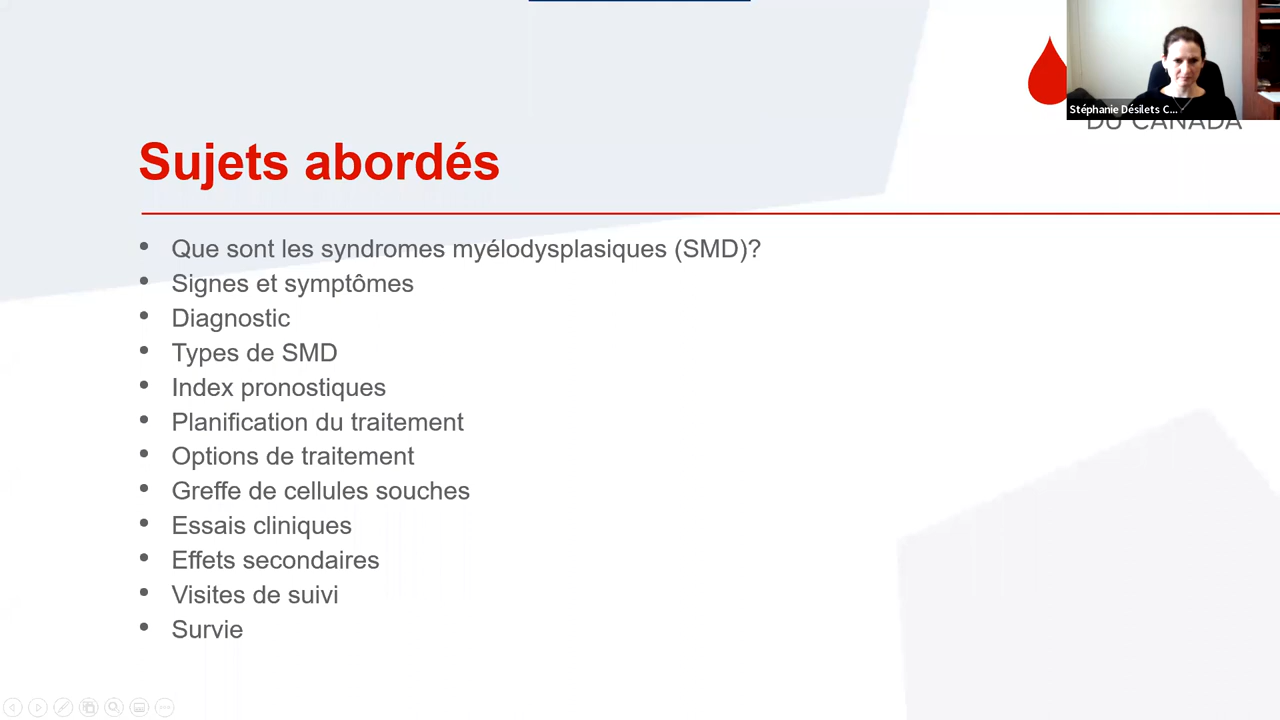 Stéphanie Désilets C...
DU CANADA
Sujets abordés
• Que sont les syndromes myélodysplasiques (SMD)?
• Signes et symptômes
• Diagnostic
• Types de SMD
• Index pronostiques
• Planification du traitement
• Options de traitement
• Greffe de cellules souches
• Essais cliniques
• Effets secondaires
• Visites de suivi
• Survie